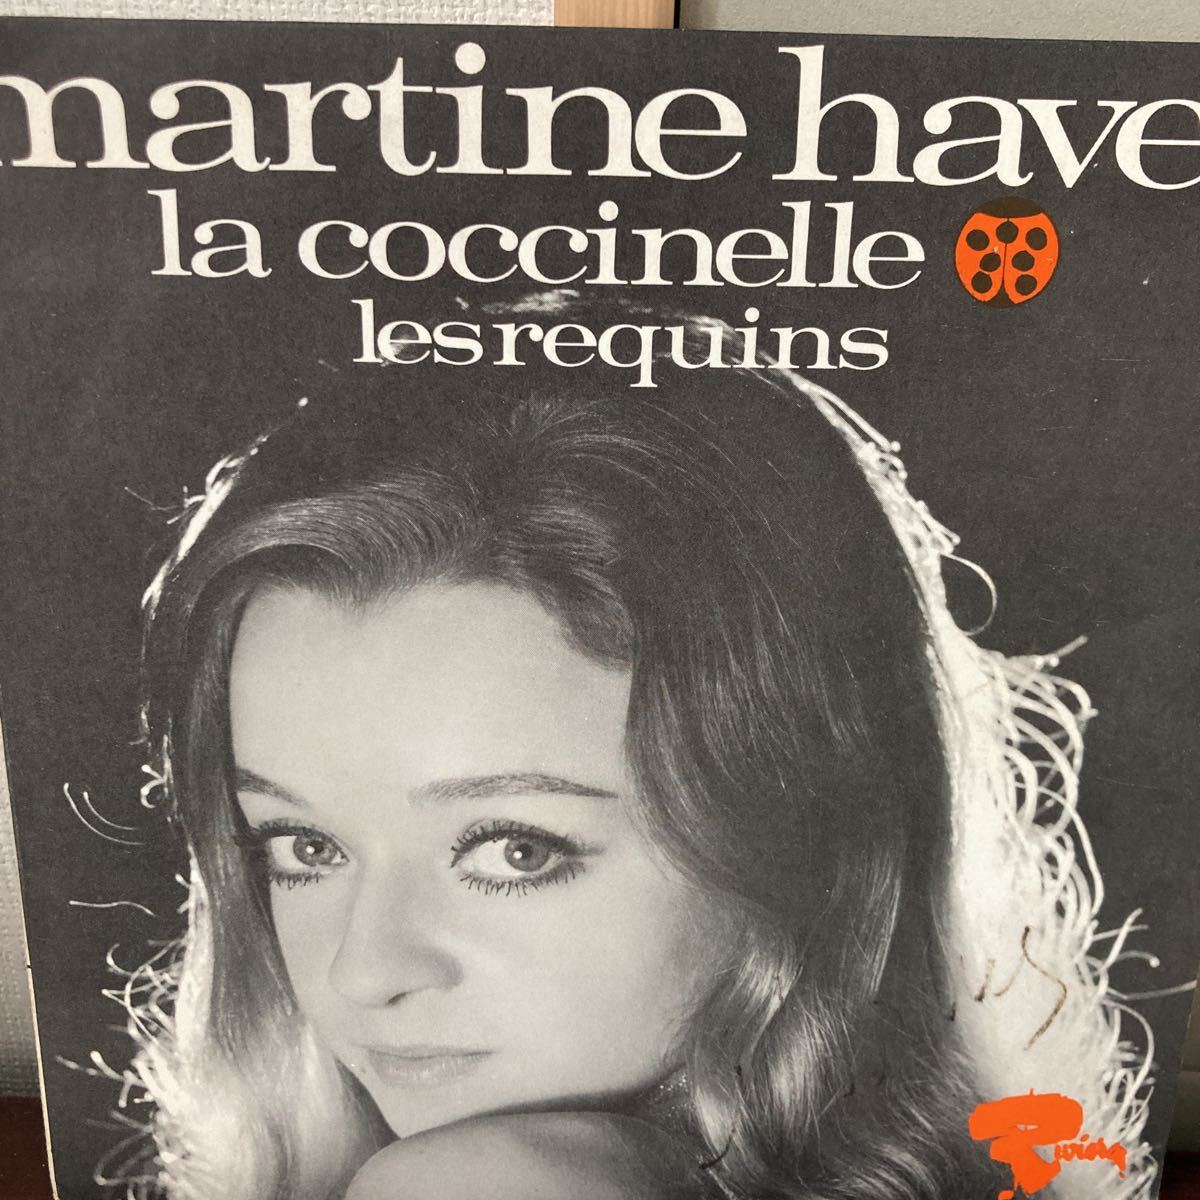 martine have
la coccinelle
les requins
Riviera